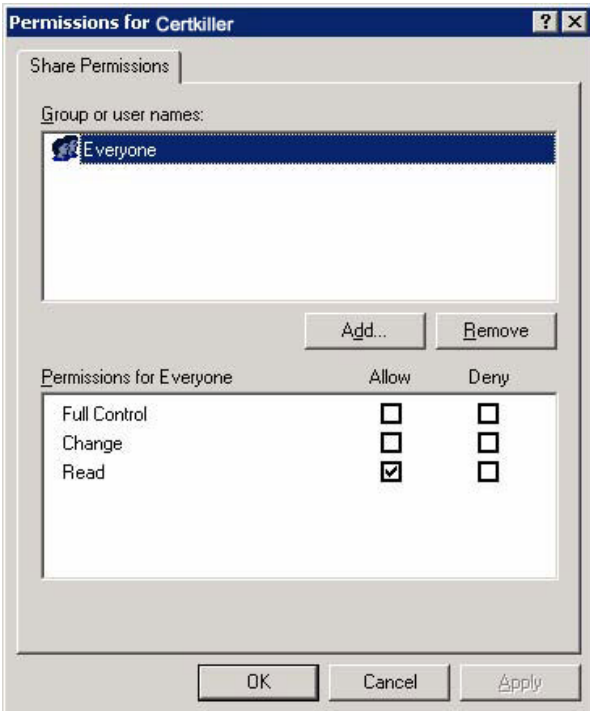 Permissions for Certkiller
Share Permissions
Group or user names:
Everyone
Add... Remove
Permissions for Everyone Allow Deny
Full Control
Change
Read
OK Cancel Apply